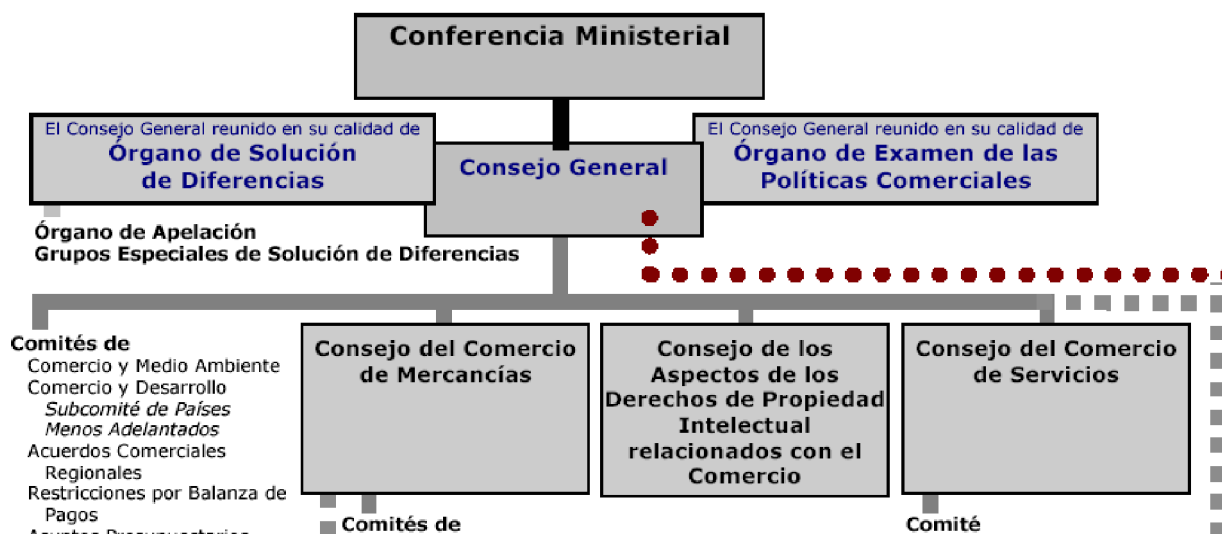 Conferencia Ministerial
El Consejo General reunido en su calidad de
Órgano de Solución
de Diferencias
Consejo General
El Consejo General reunido en su calidad de
Órgano de Examen de las
Políticas Comerciales
Órgano de Apelación
Grupos Especiales de Solución de Diferencias
Comités de
Comercio y Medio Ambiente
Comercio y Desarrollo
Subcomité de Países
Menos Adelantados
Acuerdos Comerciales
Regionales
Restricciones por Balanza de
Pagos
Asuntos Presupuestarios
Consejo del Comercio
de Mercancías
Comités de
Consejo de los
Aspectos de los
Derechos de Propiedad
Intelectual
relacionados con el
Comercio
Consejo del Comercio
de Servicios
Comité